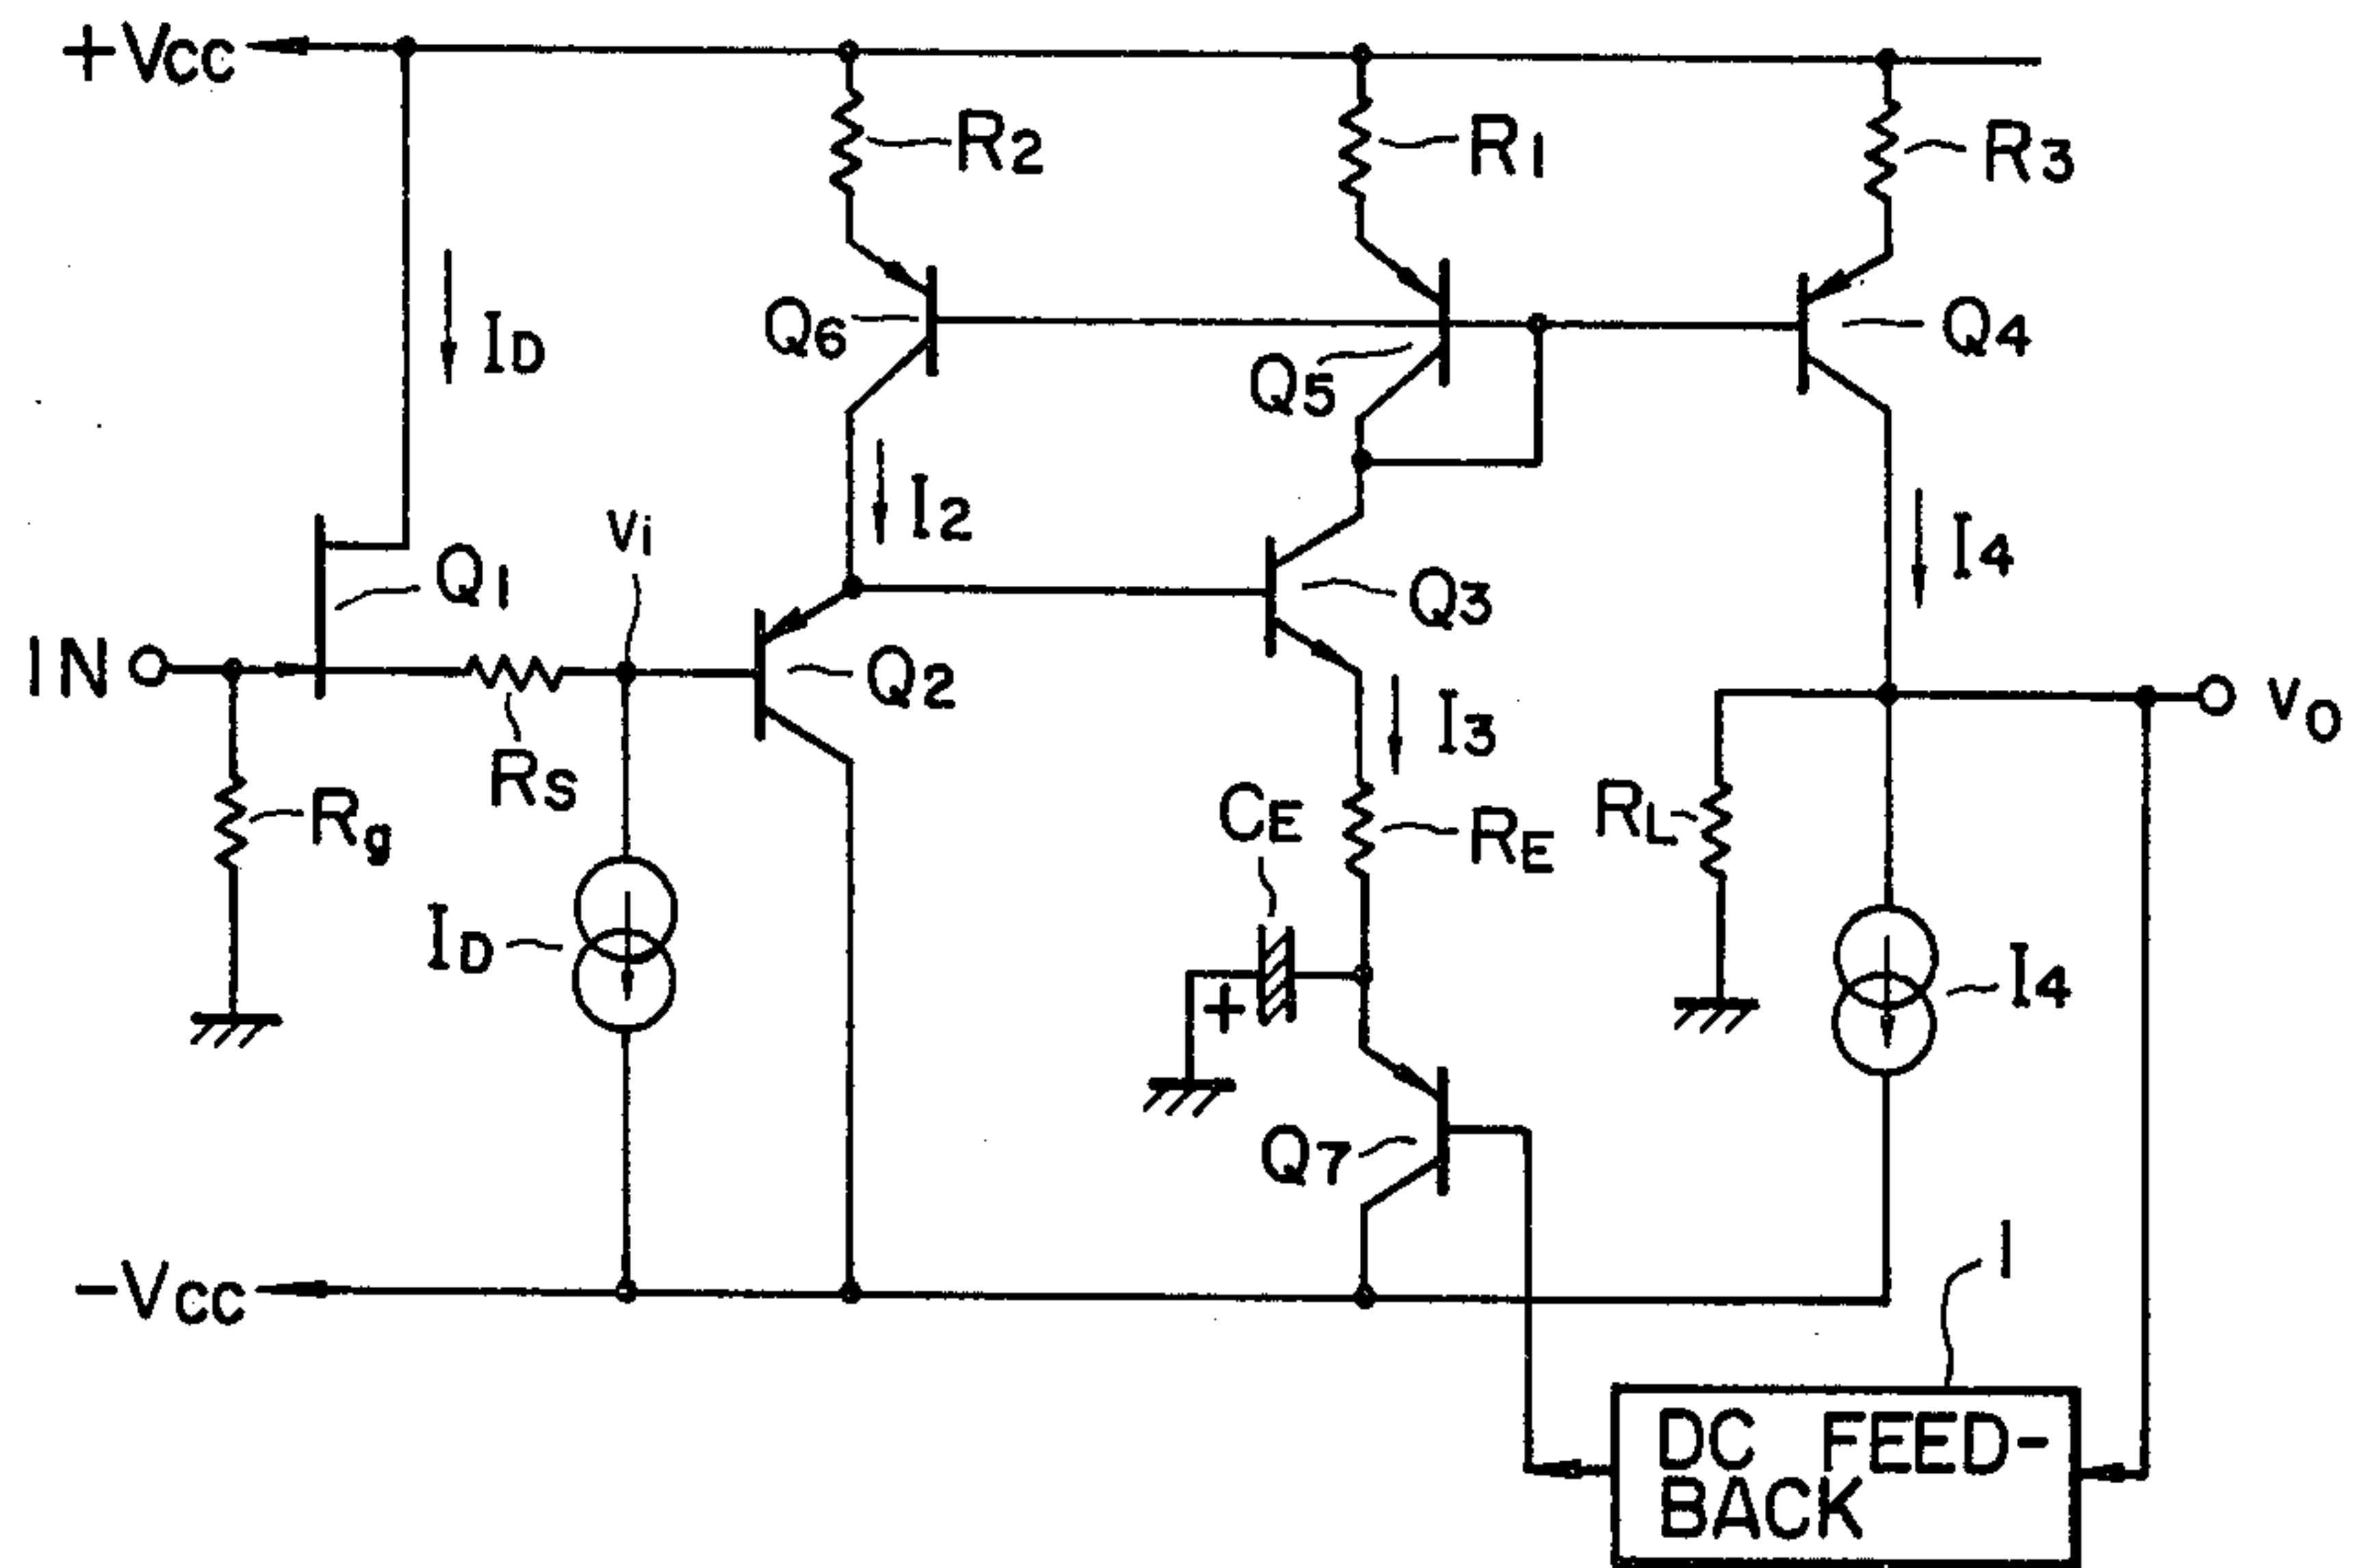 +Vcc
R2
R1
R3
ID
Q6
Q5
Q4
I2
vi
I4
Q1
Q3
IN
Q2
I3
vo
Rs
Rg
CE
RE
RL
ID
+
I4
Q7
-Vcc
1
DC FEED-
BACK